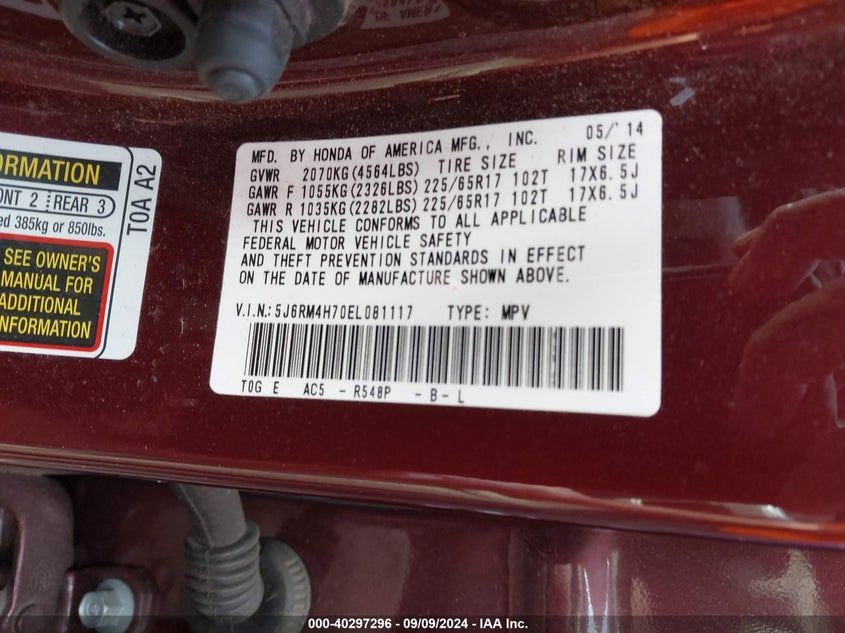 ORMATION
ONT 2 REAR 3
ed 385kg or 850lbs.
SEE OWNER'S
MANUAL FOR
ADDITIONAL
INFORMATION
TOA A2
MFD. BY HONDA OF AMERICA MFG., INC. 05/'14
GVWR 2070KG(4564LBS) TIRE SIZE RIM SIZE
GAWR F 1055KG(2326LBS) 225/65R17 102T 17X6.5J
GAWR R 1035KG(2282LBS) 225/65R17 102T 17X6.5J
THIS VEHICLE CONFORMS TO ALL APPLICABLE
FEDERAL MOTOR VEHICLE SAFETY
AND THEFT PREVENTION STANDARDS IN EFFECT
ON THE DATE OF MANUFACTURE SHOWN ABOVE.
V.I.N.: 5J6RM4H70EL081117 TYPE: MPV
T0G E AC5 - R548P - B - L
000-40297296 - 09/09/2024 - IAA Inc.